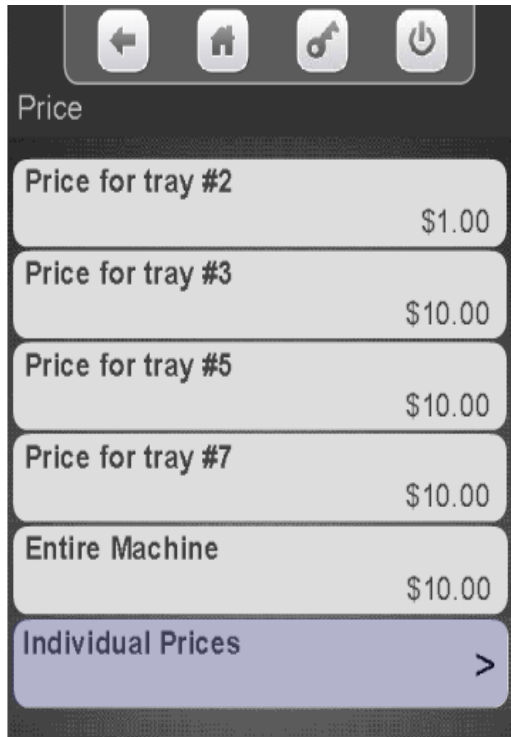 Price
Price for tray #2
$1.00
Price for tray #3
$10.00
Price for tray #5
$10.00
Price for tray #7
$10.00
Entire Machine
$10.00
Individual Prices
>